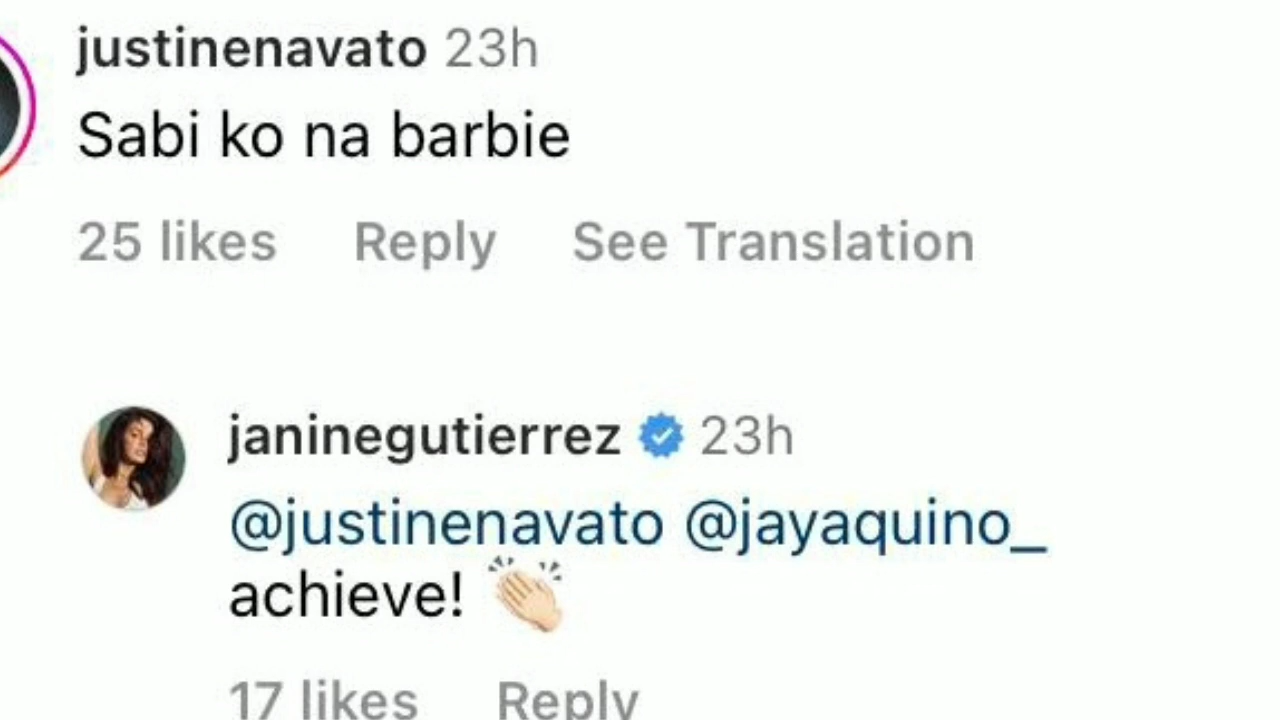 justinenavato 23h
Sabi ko na barbie
25 likes Reply See Translation
janinegutierrez 23h
@justinenavato @jayaquino_
achieve! 👏🏻
17 likes Reply